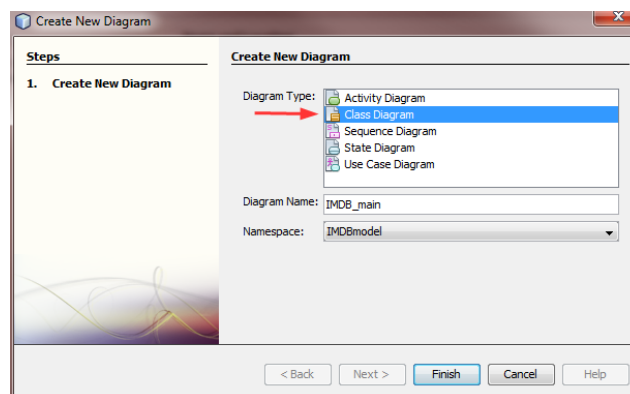 Create New Diagram
Steps
1. Create New Diagram
Create New Diagram
Diagram Type:
Activity Diagram
Class Diagram
Sequence Diagram
State Diagram
Use Case Diagram
Diagram Name: IMDB_main
Namespace: IMDBmodel
< Back Next > Finish Cancel Help